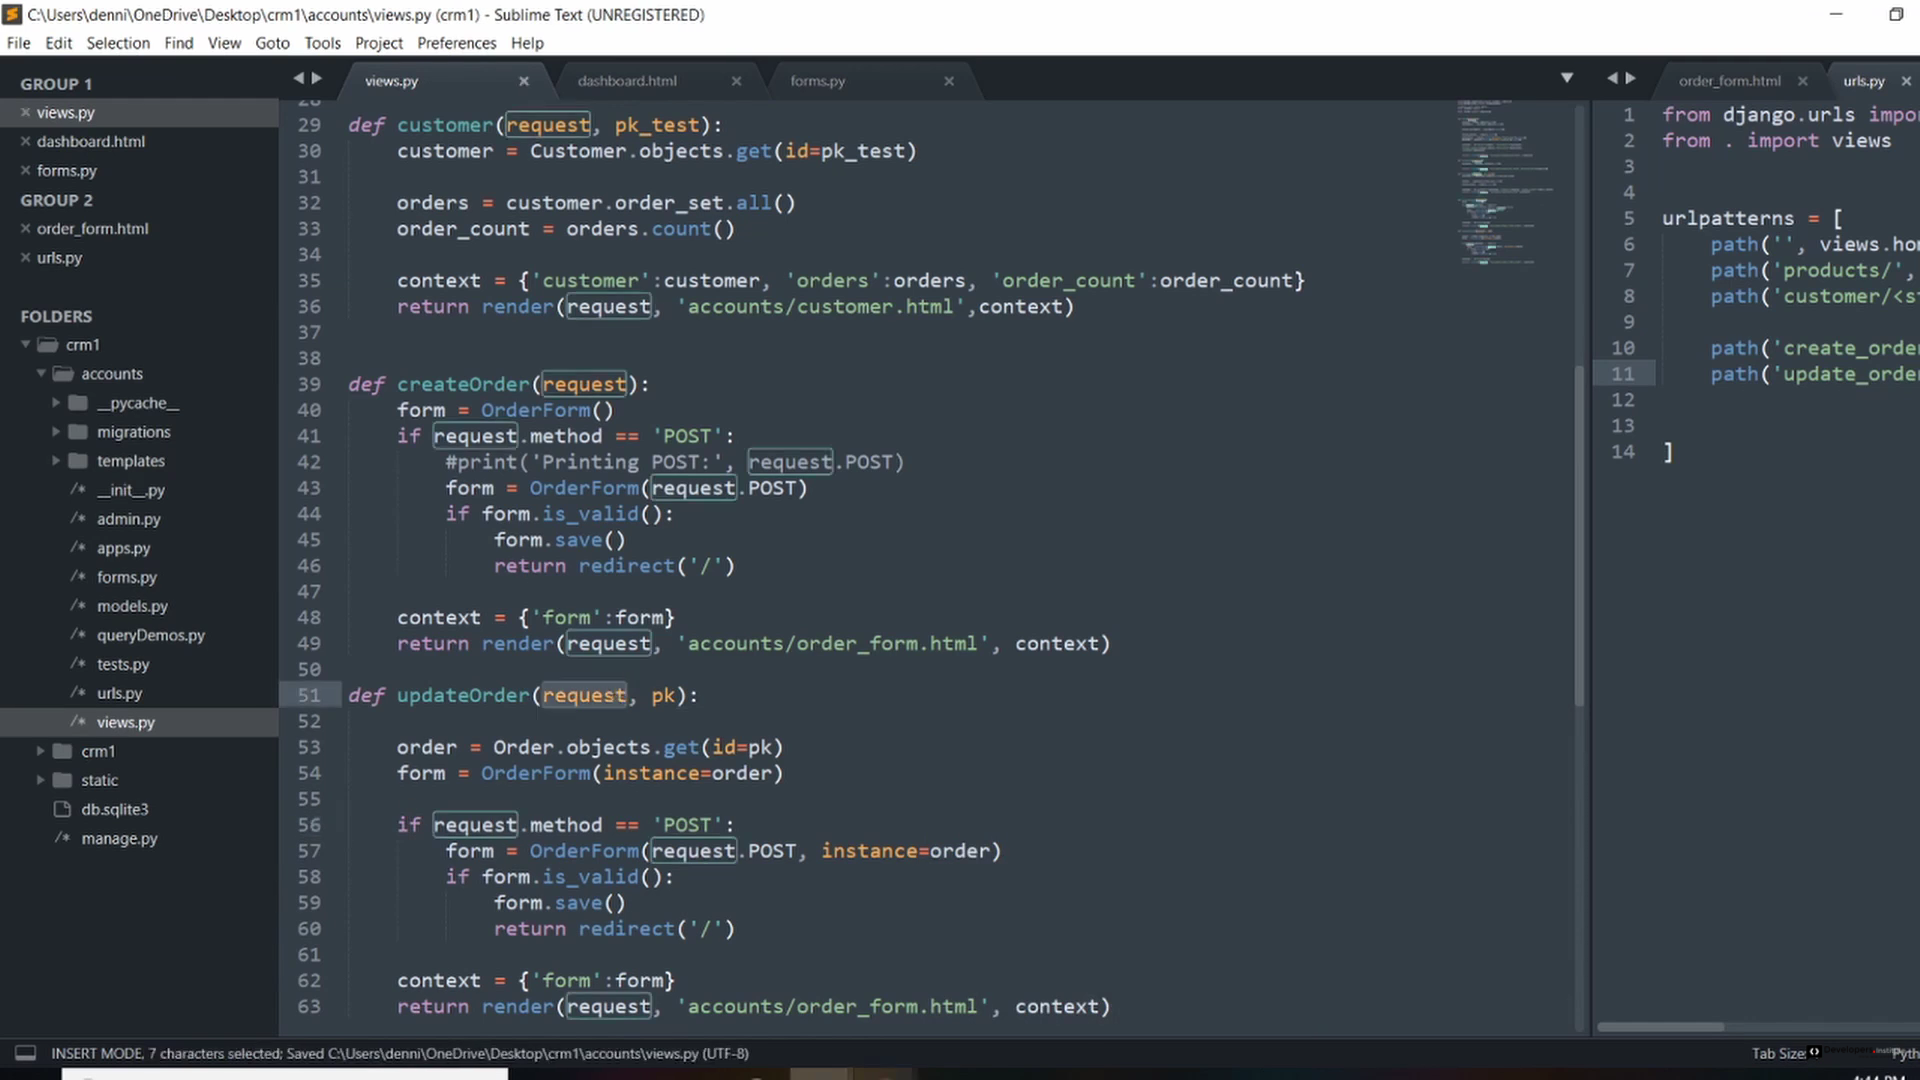 C:\Users\denni\OneDrive\Desktop\crm1\accounts\views.py (crm1) - Sublime Text (UNREGISTERED)
File Edit Selection Find View Goto Tools Project Preferences Help
GROUP 1
views.py
dashboard.html
forms.py
GROUP 2
order_form.html
urls.py
FOLDERS
crm1
accounts
__pycache__
migrations
templates
__init__.py
admin.py
apps.py
forms.py
models.py
queryDemos.py
tests.py
urls.py
views.py
crm1
static
db.sqlite3
manage.py
views.py dashboard.html forms.py
28
29 def customer(request, pk_test):
30 customer = Customer.objects.get(id=pk_test)
31
32 orders = customer.order_set.all()
33 order_count = orders.count()
34
35 context = {'customer':customer, 'orders':orders, 'order_count':order_count}
36 return render(request, 'accounts/customer.html',context)
37
38
39 def createOrder(request):
40 form = OrderForm()
41 if request.method == 'POST':
42 #print('Printing POST:', request.POST)
43 form = OrderForm(request.POST)
44 if form.is_valid():
45 form.save()
46 return redirect('/')
47
48 context = {'form':form}
49 return render(request, 'accounts/order_form.html', context)
50
51 def updateOrder(request, pk):
52
53 order = Order.objects.get(id=pk)
54 form = OrderForm(instance=order)
55
56 if request.method == 'POST':
57 form = OrderForm(request.POST, instance=order)
58 if form.is_valid():
59 form.save()
60 return redirect('/')
61
62 context = {'form':form}
63 return render(request, 'accounts/order_form.html', context)
order_form.html urls.py
1 from django.urls impo
2 from . import views
3
4
5 urlpatterns = [
6 path('', views.ho
7 path('products/',
8 path('customer/<s
9
10 path('create_orde
11 path('update_orde
12
13
14 ]
INSERT MODE, 7 characters selected; Saved C:\Users\denni\OneDrive\Desktop\crm1\accounts\views.py (UTF-8)
Tab Size: Pyth